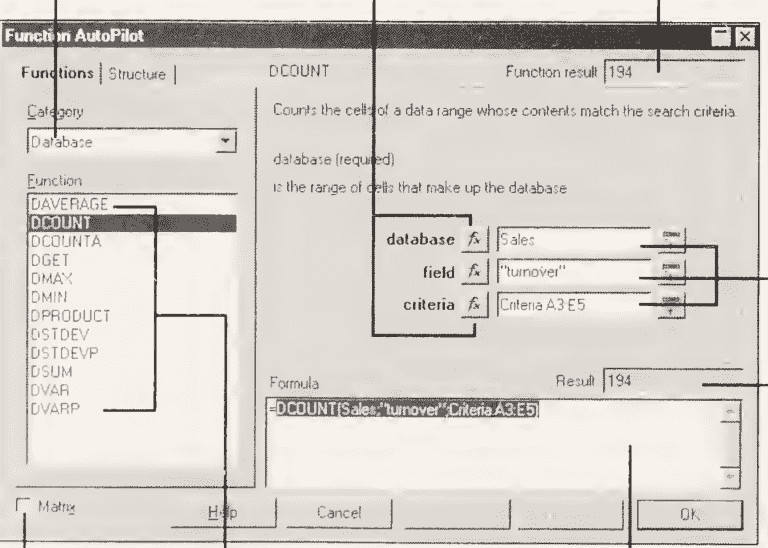 Function AutoPilot
Functions Structure
DCOUNT
Function result 194
Category
Database
Counts the cells of a data range whose contents match the search criteria.
database (required)
is the range of cells that make up the database
Function
DAVERAGE
DCOUNT
DCOUNTA
DGET
DMAX
DMIN
DPRODUCT
DSTDEV
DSTDEVP
DSUM
DVAR
DVARP
database fx Sales
field fx "turnover"
criteria fx Criteria A3:E5
Formula
Result 194
=DCOUNT(Sales;"turnover";Criteria A3:E5)
Matrix
Help
Cancel
OK